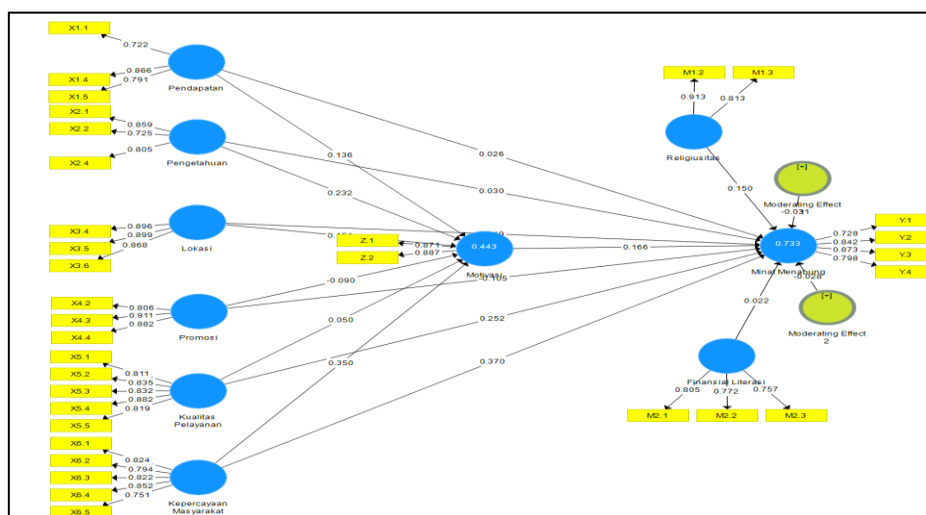 X1.1
0.722
X1.4
0.866
X1.5
0.791
Pendapatan
X2.1
0.859
X2.2
0.725
X2.4
0.805
Pengetahuan
X3.4
0.896
X3.5
0.899
X3.6
0.868
Lokasi
X4.2
0.806
X4.3
0.911
X4.4
0.882
Promosi
X5.1
0.811
X5.2
0.835
X5.3
0.832
X5.4
0.882
X5.5
0.819
Kualitas
Pelayanan
X6.1
0.824
X6.2
0.794
X6.3
0.822
X6.4
0.852
X6.5
0.751
Kepercayaan
Masyarakat
0.136
0.232
-0.090
0.050
0.350
Z.1
0.871
Z.2
0.887
0.443
Motivasi
0.026
0.030
0.166
-0.105
0.252
0.370
M1.2
M1.3
0.913
0.813
Religiusitas
0.150
[+]
Moderating Effect
-0.031
0.733
Minat Menabung
Y.1
0.728
Y.2
0.842
Y.3
0.873
Y.4
0.798
-0.028
[+]
Moderating Effect
2
0.022
Finansial Literasi
0.805
0.772
0.757
M2.1
M2.2
M2.3